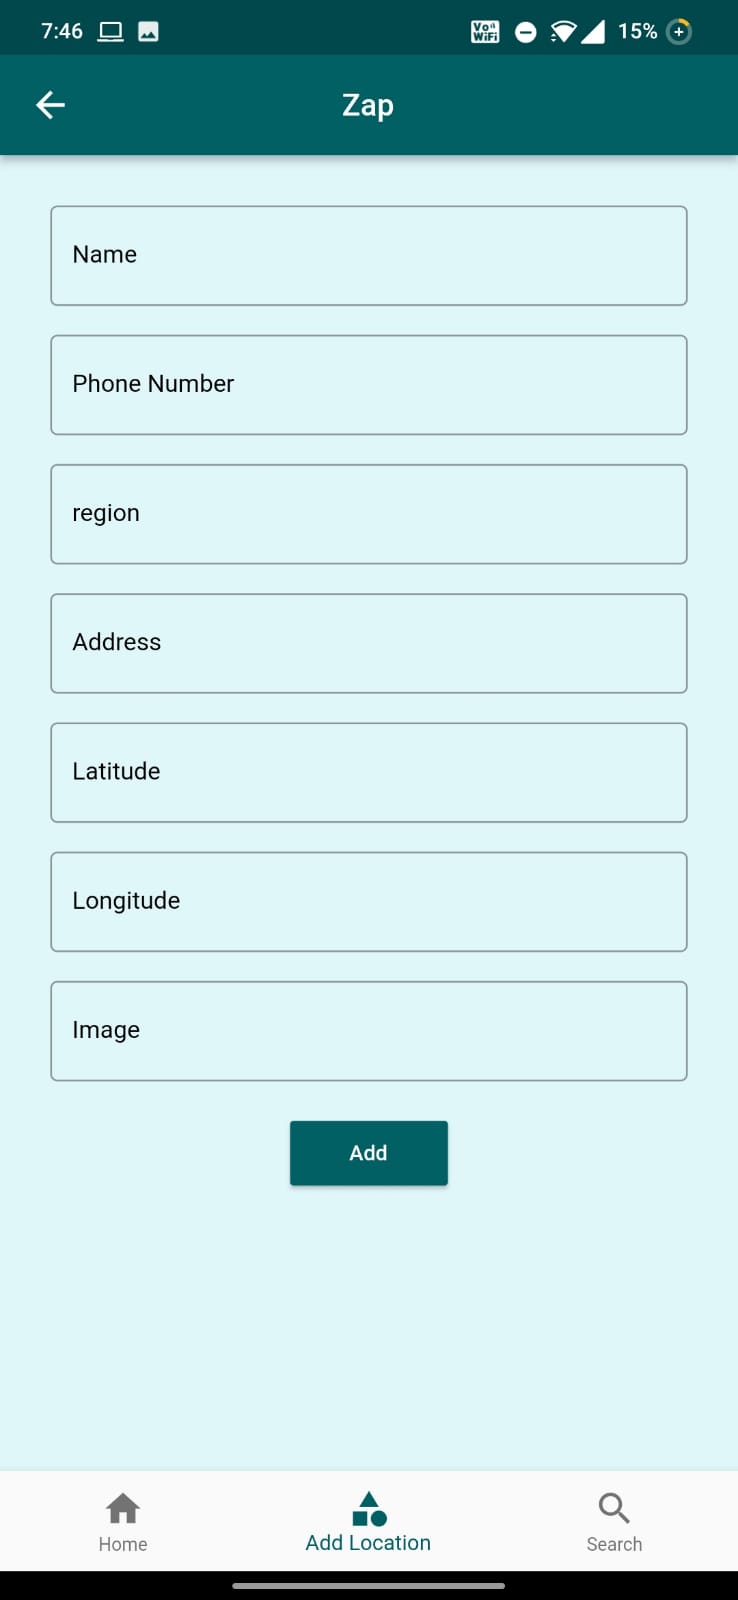 7:46 Vo WiFi 15%
Zap
Name
Phone Number
region
Address
Latitude
Longitude
Image
Add
Home Add Location Search